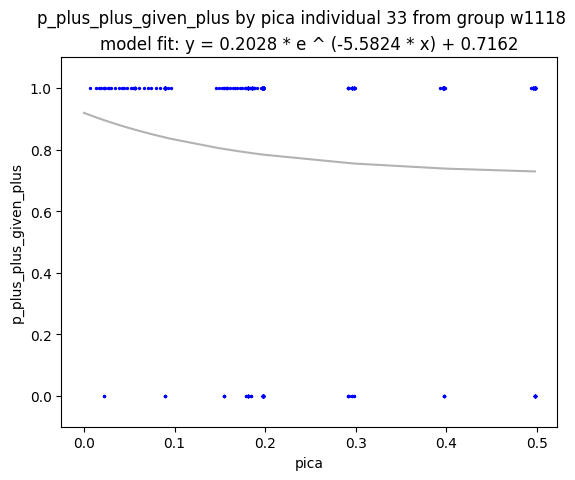 p_plus_plus_given_plus by pica individual 33 from group w1118
model fit: y = 0.2028 * e ^ (-5.5824 * x) + 0.7162
1.0
0.8
0.6
0.4
0.2
0.0
p_plus_plus_given_plus
0.0 0.1 0.2 0.3 0.4 0.5
pica